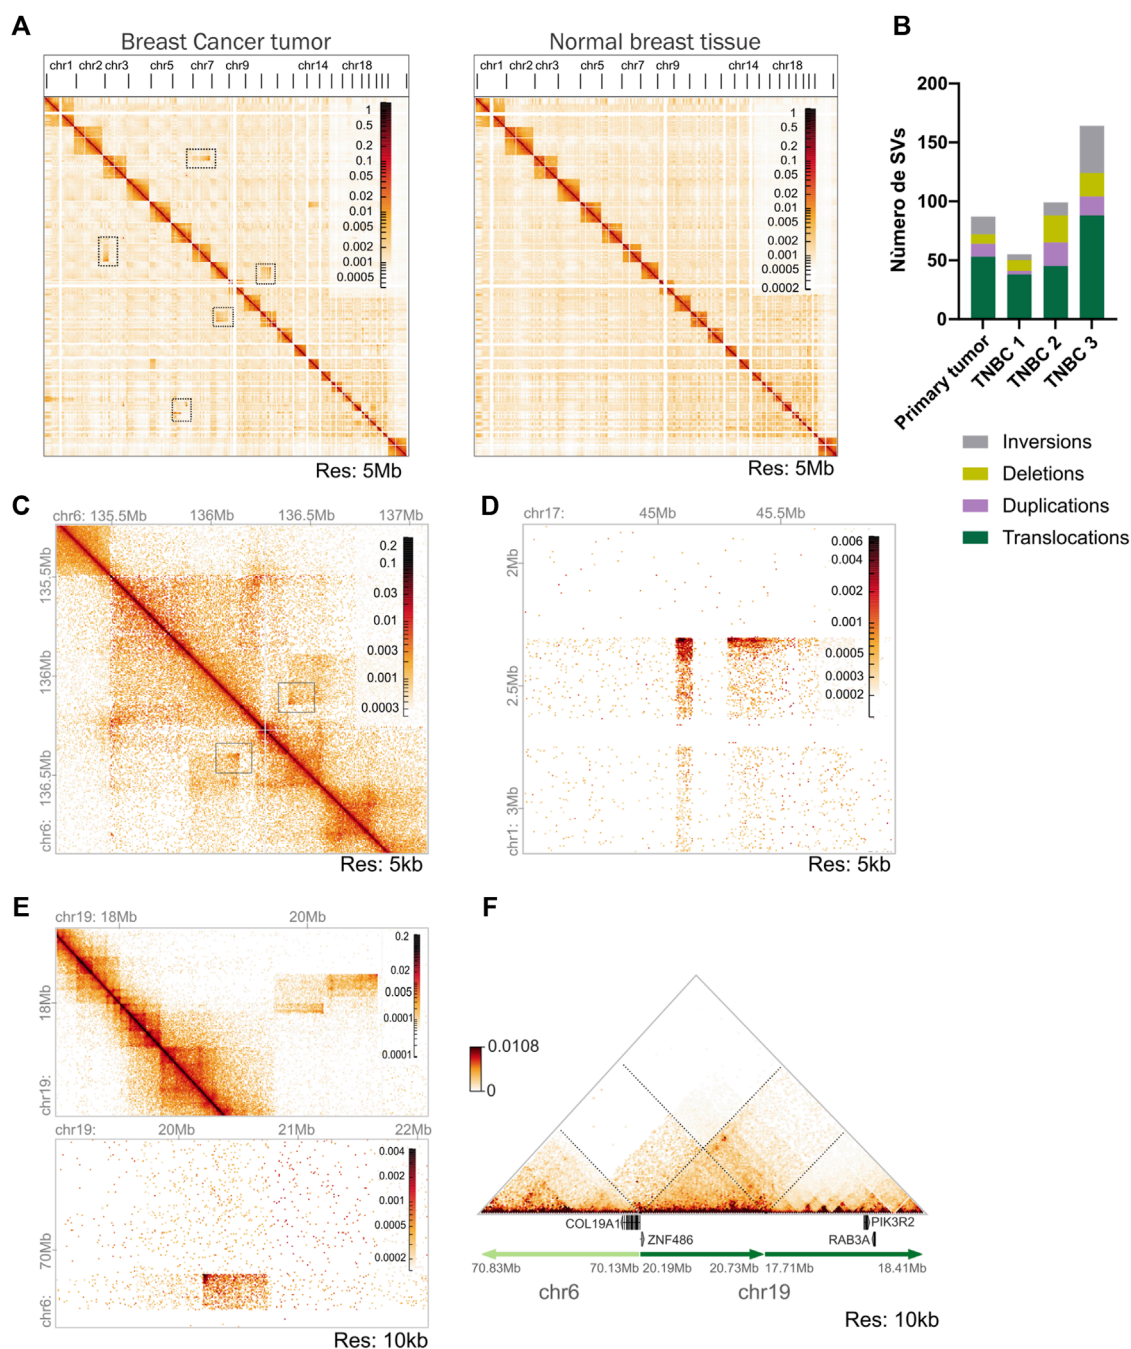 A
Breast Cancer tumor
chr1 chr2 chr3 chr5 chr7 chr9 chr14 chr18
1
0.5
0.2
0.1
0.02
0.01
0.005
0.002
0.001
0.0005
Res: 5Mb
Normal breast tissue
chr1 chr2 chr3 chr5 chr7 chr9 chr14 chr18
1
0.5
0.2
0.1
0.05
0.02
0.01
0.005
0.002
0.001
0.0005
0.0002
Res: 5Mb
B
Nùmero de SVs
200
150
100
50
0
Primary tumor
TNBC 1
TNBC 2
TNBC 3
Inversions
Deletions
Duplications
Translocations
C
chr6: 135.5Mb 136Mb 136.5Mb 137Mb
chr6: 136.5Mb 136Mb 135.5Mb
0.2
0.1
0.03
0.01
0.003
0.001
0.0003
Res: 5kb
D
chr17: 45Mb 45.5Mb
chr1: 3Mb 2.5Mb 2Mb
0.006
0.004
0.002
0.001
0.0005
0.0002
Res: 5kb
E
chr19: 18Mb 20Mb
chr19: 18Mb
0.2
0.02
0.005
0.0001
0.0001
chr19: 20Mb 21Mb 22Mb
chr6: 70Mb
0.004
0.002
0.001
0.0005
0.0002
Res: 10kb
F
0.0108
0
COL19A1
ZNF486
PIK3R2
RAB3A
70.83Mb 70.13Mb 20.19Mb 20.73Mb 17.71Mb 18.41Mb
chr6 chr19
Res: 10kb